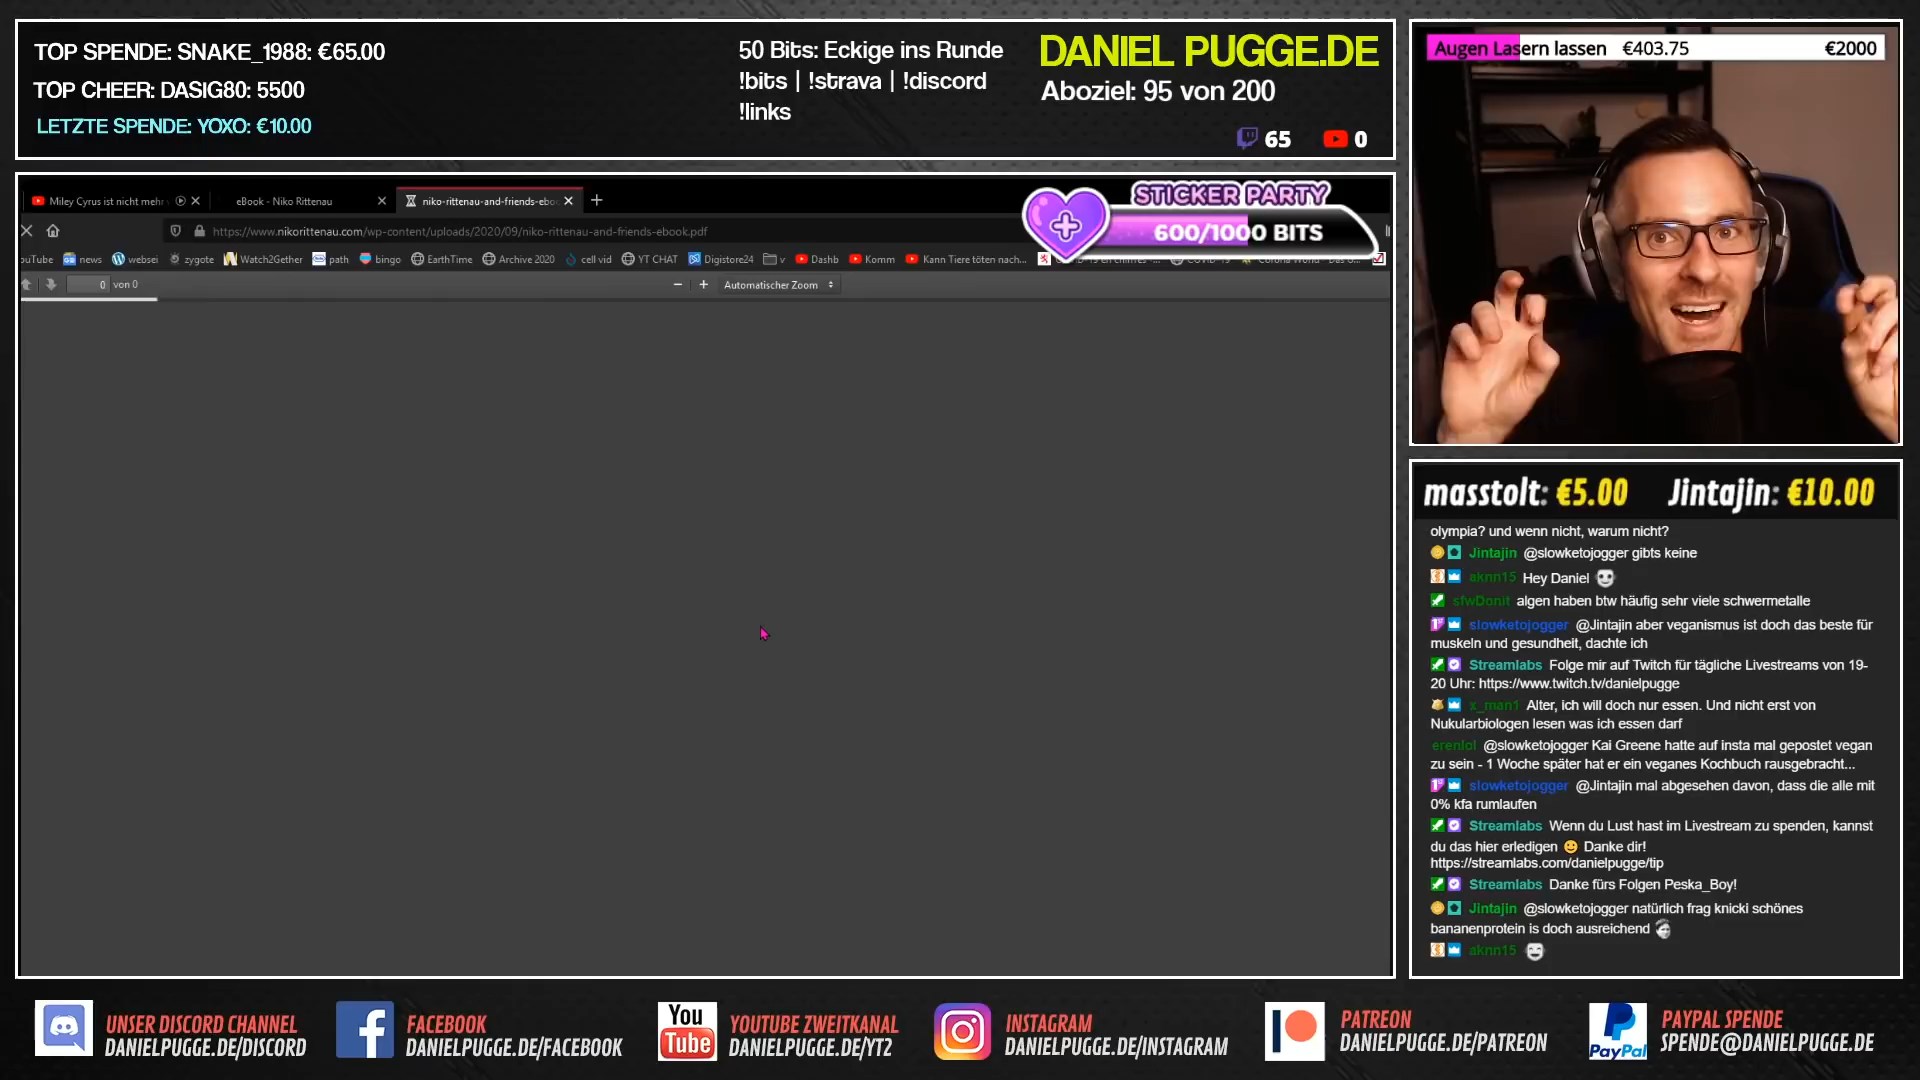 TOP SPENDE: SNAKE_1988: €65.00
TOP CHEER: DASIG80: 5500
LETZTE SPENDE: YOXO: €10.00
50 Bits: Eckige ins Runde
!bits | !strava | !discord
!links
DANIEL PUGGE.DE
Aboziel: 95 von 200
65 0
Augen Lasern lassen €403.75 €2000
Miley Cyrus ist nicht mehr
eBook - Niko Rittenau
niko-rittenau-and-friends-ebo
STICKER PARTY
600/1000 BITS
https://www.nikorittenau.com/wp-content/uploads/2020/09/niko-rittenau-and-friends-ebook.pdf
ouTube news websei zygote Watch2Gether path bingo EarthTime Archive 2020 cell vid YT CHAT Digistore24 v Dashb Komm Kann Tiere töten nach...
0 von 0
Automatischer Zoom
masstolt: €5.00 Jintajin: €10.00
olympia? und wenn nicht, warum nicht?
Jintajin @slowketojogger gibts keine
aknn15 Hey Daniel
sfwDonit algen haben btw häufig sehr viele schwermetalle
slowketojogger @Jintajin aber veganismus ist doch das beste für
muskeln und gesundheit, dachte ich
Streamlabs Folge mir auf Twitch für tägliche Livestreams von 19-
20 Uhr: https://www.twitch.tv/danielpugge
x_man1 Alter, ich will doch nur essen. Und nicht erst von
Nukularbiologen lesen was ich essen darf
erenlol @slowketojogger Kai Greene hatte auf insta mal gepostet vegan
zu sein - 1 Woche später hat er ein veganes Kochbuch rausgebracht...
slowketojogger @Jintajin mal abgesehen davon, dass die alle mit
0% kfa rumlaufen
Streamlabs Wenn du Lust hast im Livestream zu spenden, kannst
du das hier erledigen Danke dir!
https://streamlabs.com/danielpugge/tip
Streamlabs Danke fürs Folgen Peska_Boy!
Jintajin @slowketojogger natürlich frag knicki schönes
bananenprotein is doch ausreichend
aknn15
UNSER DISCORD CHANNEL
DANIELPUGGE.DE/DISCORD
FACEBOOK
DANIELPUGGE.DE/FACEBOOK
You
Tube
YOUTUBE ZWEITKANAL
DANIELPUGGE.DE/YT2
INSTAGRAM
DANIELPUGGE.DE/INSTAGRAM
PATREON
DANIELPUGGE.DE/PATREON
PayPal
PAYPAL SPENDE
SPENDE@DANIELPUGGE.DE